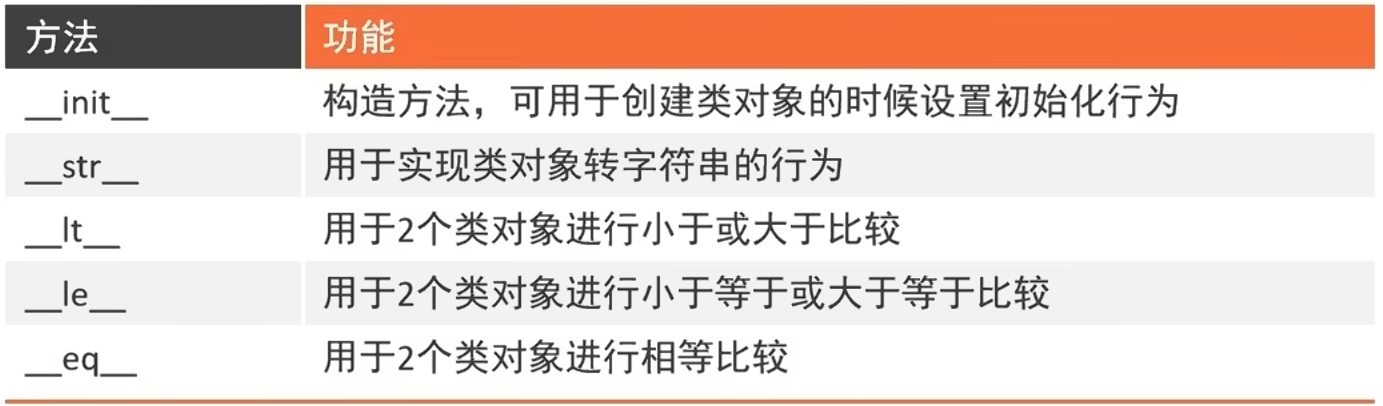 方法 功能
__init__ 构造方法，可用于创建类对象的时候设置初始化行为
__str__ 用于实现类对象转字符串的行为
__lt__ 用于2个类对象进行小于或大于比较
__le__ 用于2个类对象进行小于等于或大于等于比较
__eq__ 用于2个类对象进行相等比较